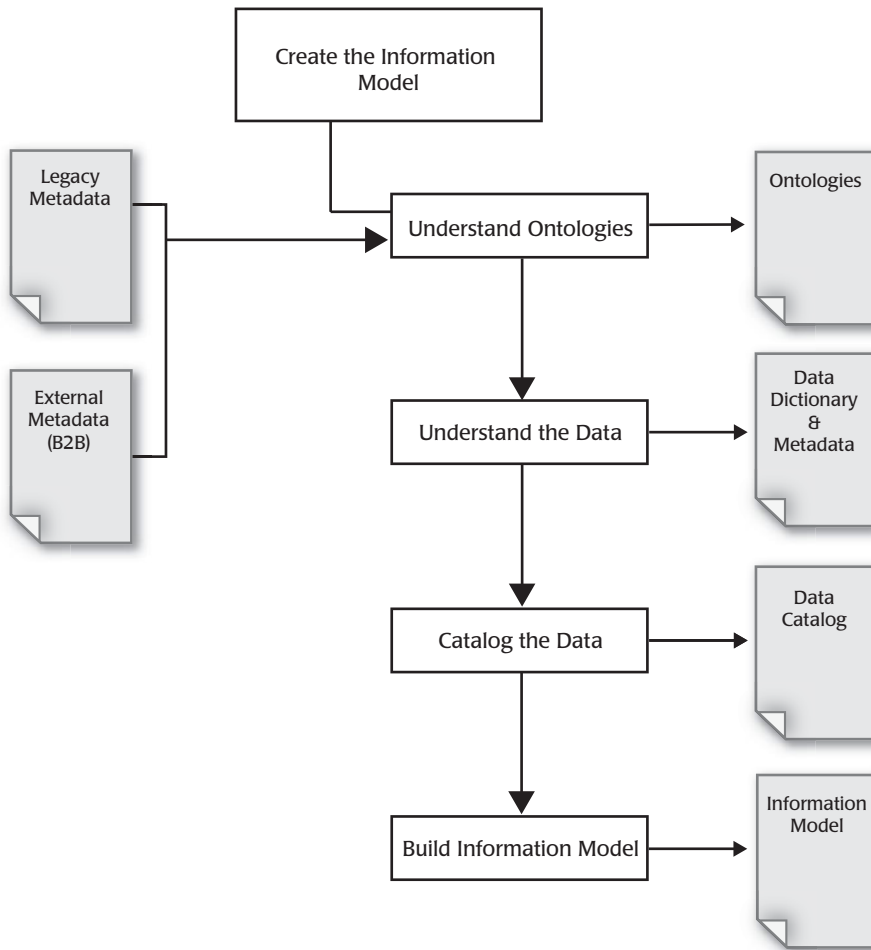 Create the Information
Model
Legacy
Metadata
Understand Ontologies
Ontologies
External
Metadata
(B2B)
Understand the Data
Data
Dictionary
&
Metadata
Catalog the Data
Data
Catalog
Build Information Model
Information
Model